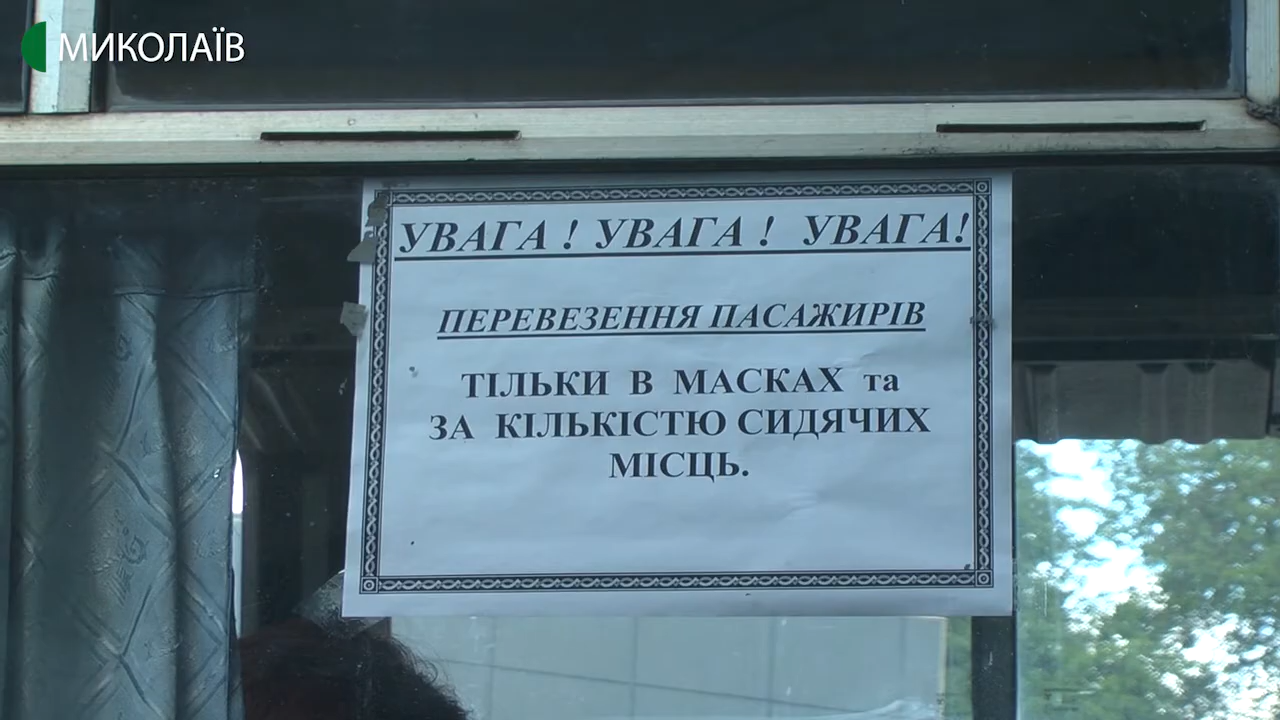 МИКОЛАЇВ
УВАГА ! УВАГА ! УВАГА!
ПЕРЕВЕЗЕННЯ ПАСАЖИРІВ
ТІЛЬКИ В МАСКАХ та
ЗА КІЛЬКІСТЮ СИДЯЧИХ
МІСЦЬ.